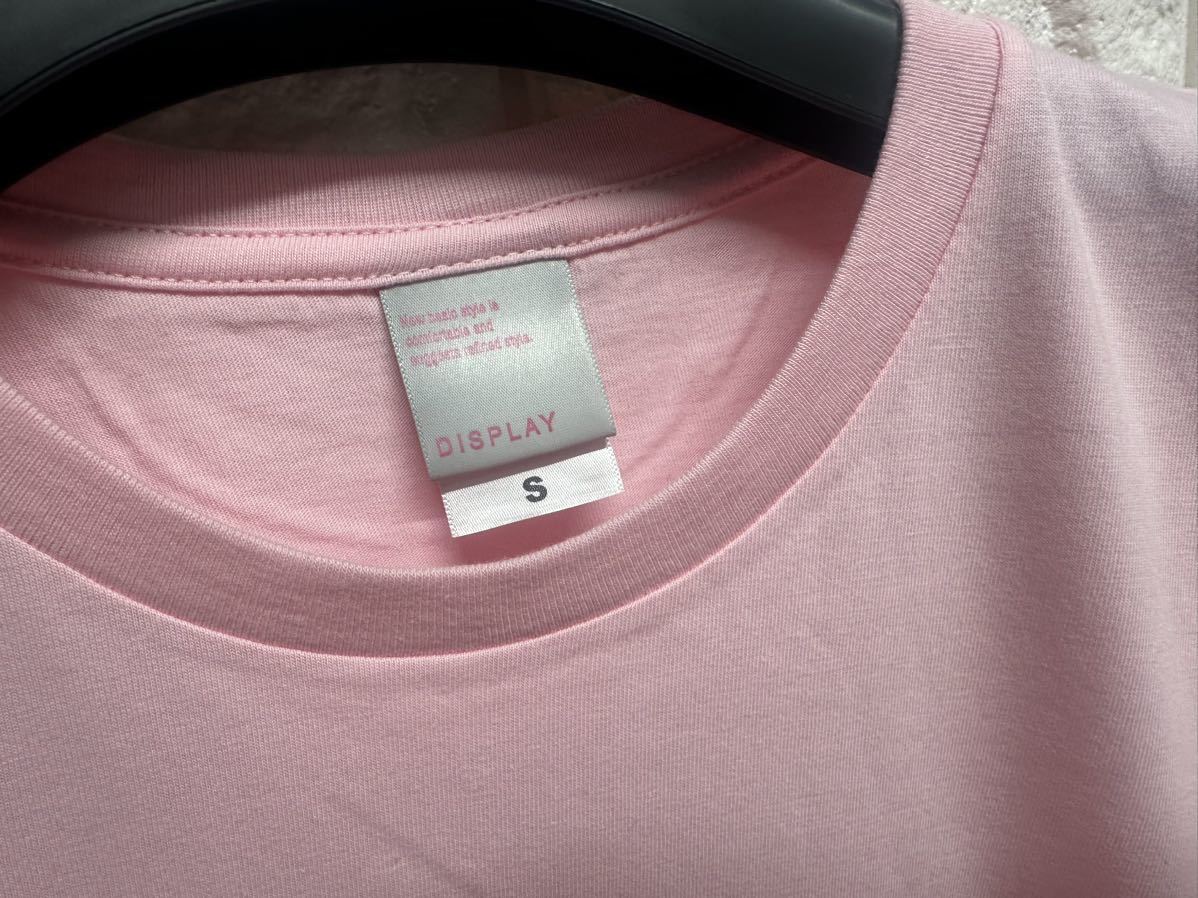 New basic style is
comfortable and
suggests refined style.
DISPLAY
S